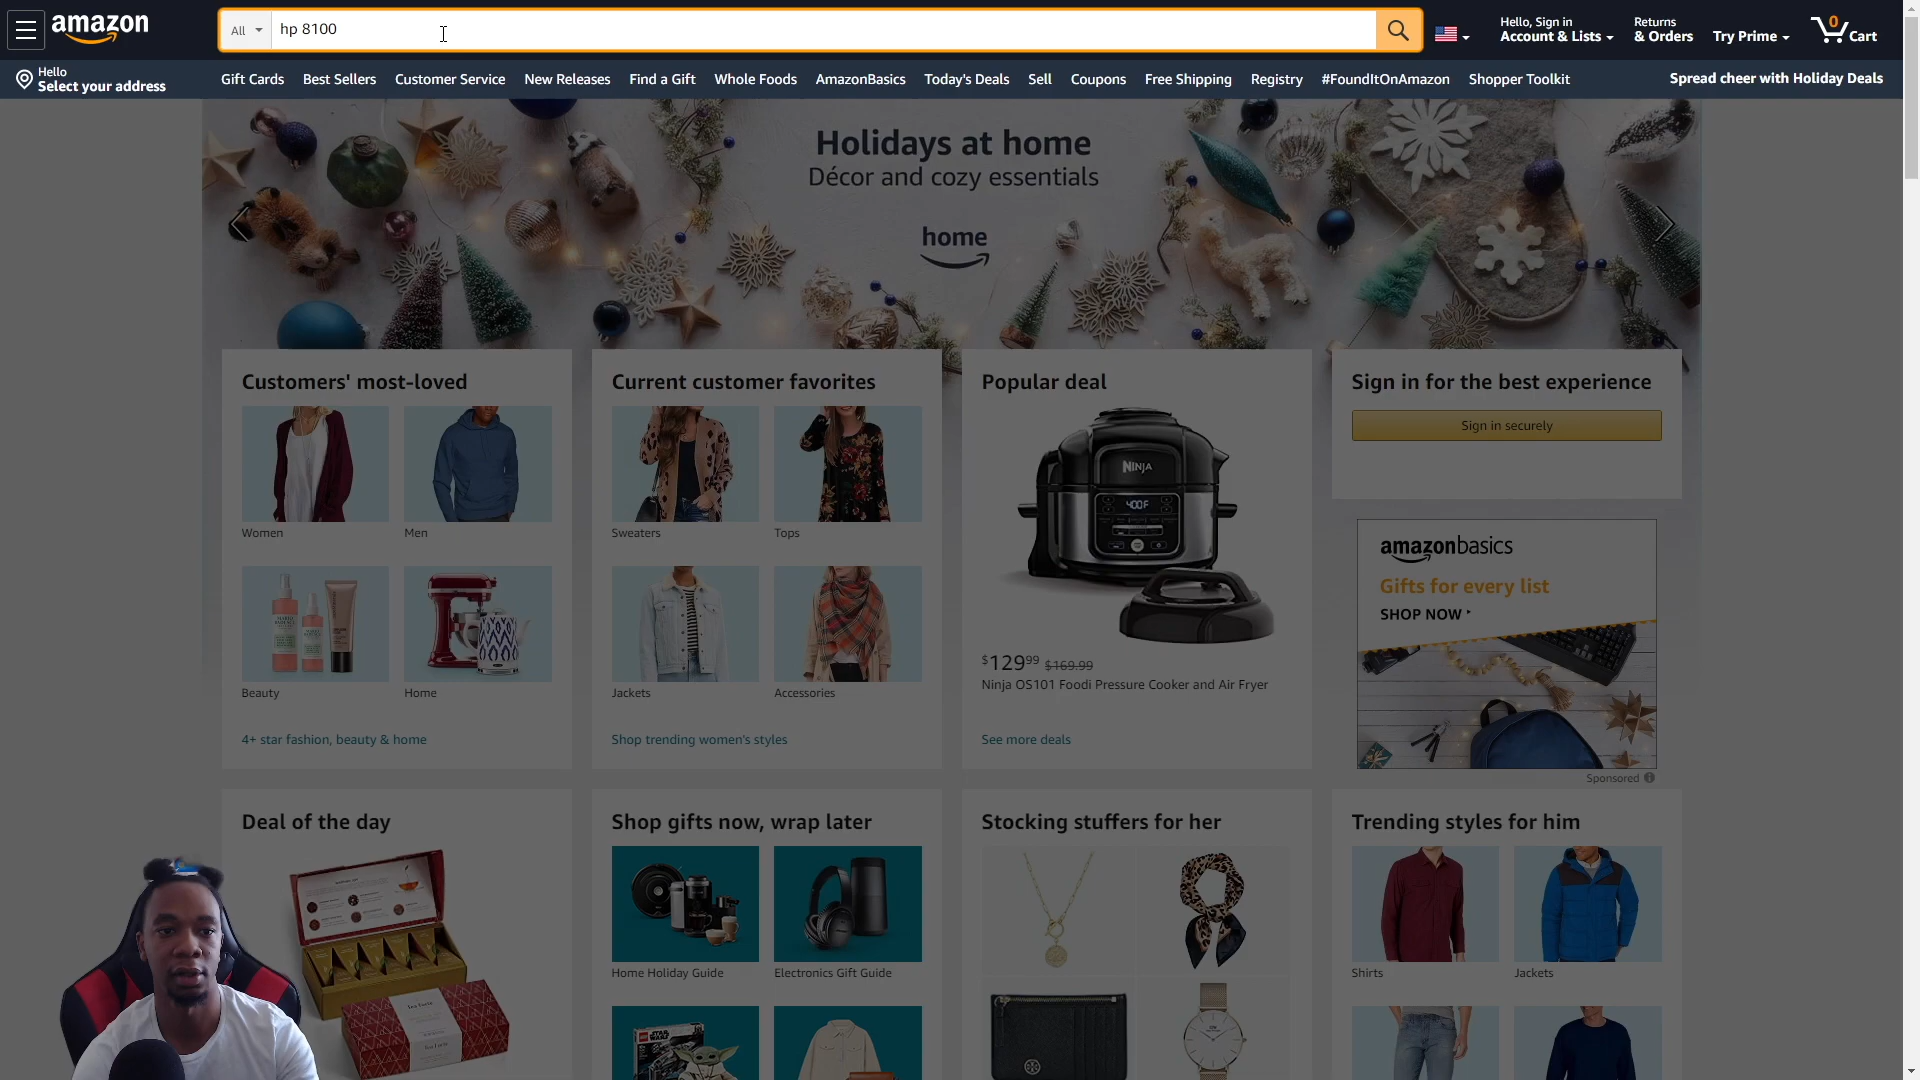 amazon
All
hp 8100
Hello, Sign in
Account & Lists
Returns
& Orders
Try Prime
0
Cart
Hello
Select your address
Gift Cards
Best Sellers
Customer Service
New Releases
Find a Gift
Whole Foods
AmazonBasics
Today's Deals
Sell
Coupons
Free Shipping
Registry
#FoundItOnAmazon
Shopper Toolkit
Spread cheer with Holiday Deals
Holidays at home
Décor and cozy essentials
home
Customers' most-loved
Women
Men
Beauty
Home
4+ star fashion, beauty & home
Current customer favorites
Sweaters
Tops
Jackets
Accessories
Shop trending women's styles
Popular deal
NINJA
400F
$129.99 $169.99
Ninja OS101 Foodi Pressure Cooker and Air Fryer
See more deals
Sign in for the best experience
Sign in securely
amazonbasics
Gifts for every list
SHOP NOW
Sponsored
Deal of the day
Shop gifts now, wrap later
Home Holiday Guide
Electronics Gift Guide
Stocking stuffers for her
Trending styles for him
Shirts
Jackets